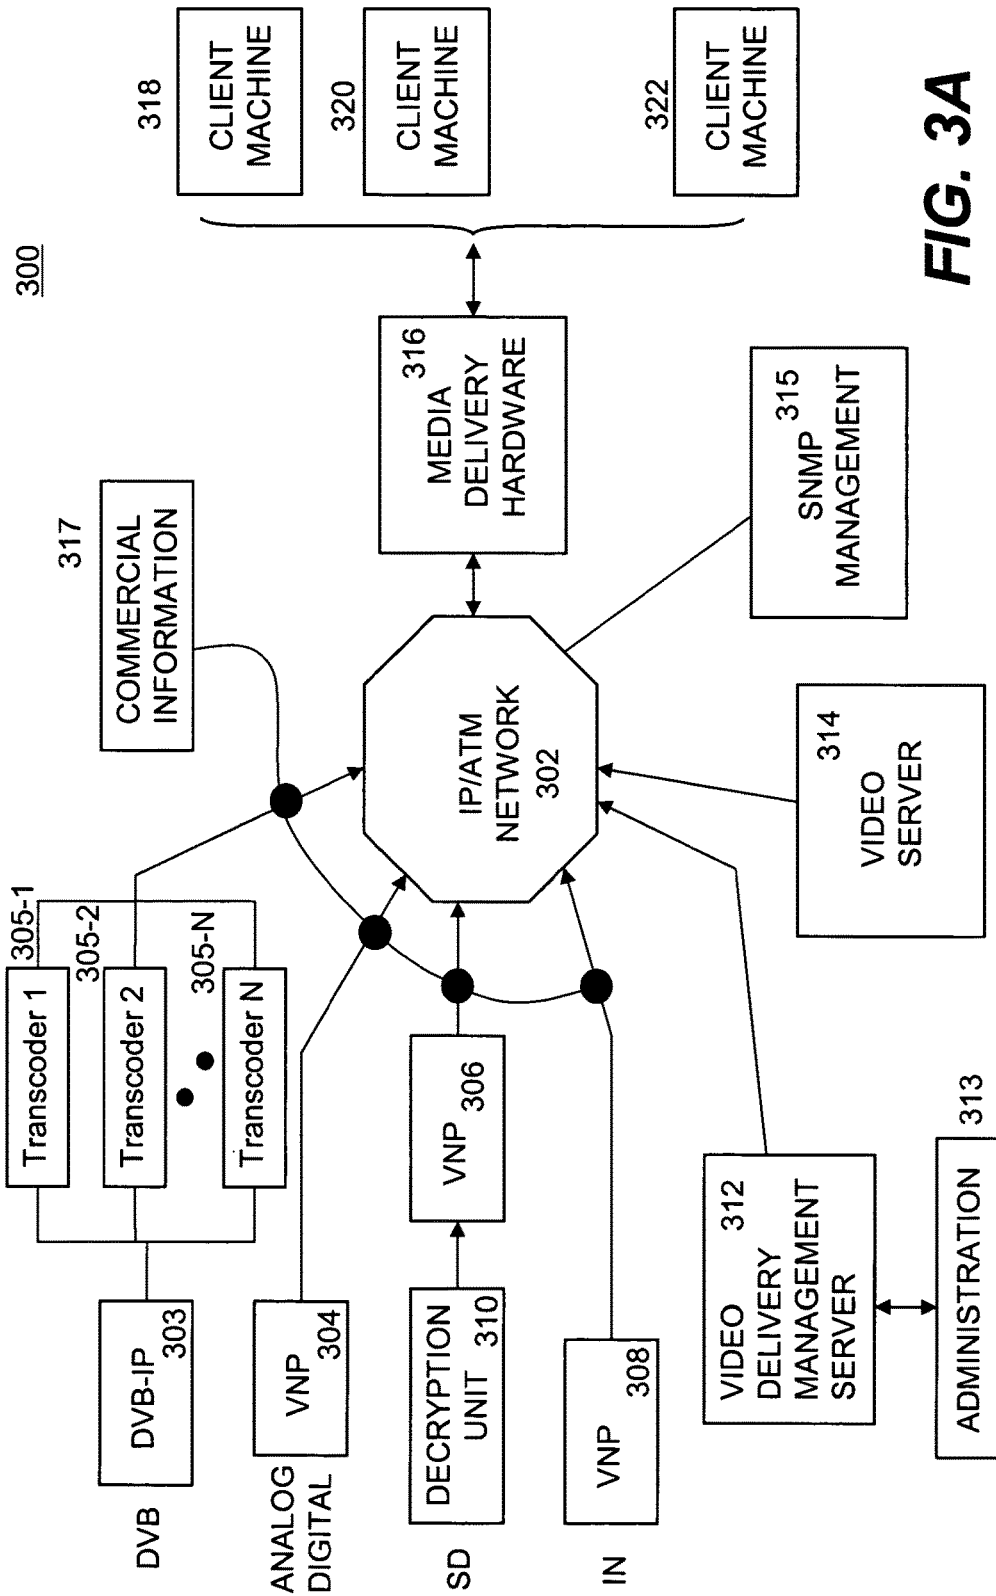 300
DVB
DVB-IP
303
Transcoder 1
305-1
Transcoder 2
305-2
Transcoder N
305-N
COMMERCIAL
INFORMATION
317
ANALOG
DIGITAL
VNP
304
SD
DECRYPTION
UNIT
310
VNP
306
IN
VNP
308
IP/ATM
NETWORK
302
MEDIA
DELIVERY
HARDWARE
316
CLIENT
MACHINE
318
CLIENT
MACHINE
320
CLIENT
MACHINE
322
VIDEO
DELIVERY
MANAGEMENT
SERVER
312
ADMINISTRATION
313
VIDEO
SERVER
314
SNMP
MANAGEMENT
315
FIG. 3A